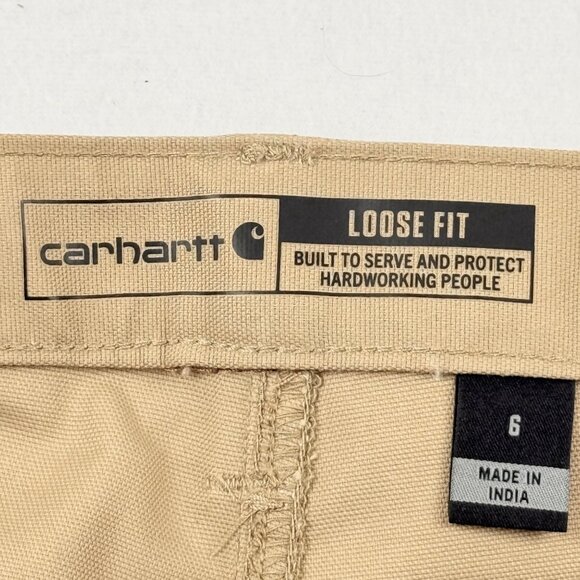 carhartt
LOOSE FIT
BUILT TO SERVE AND PROTECT
HARDWORKING PEOPLE
6
MADE IN
INDIA